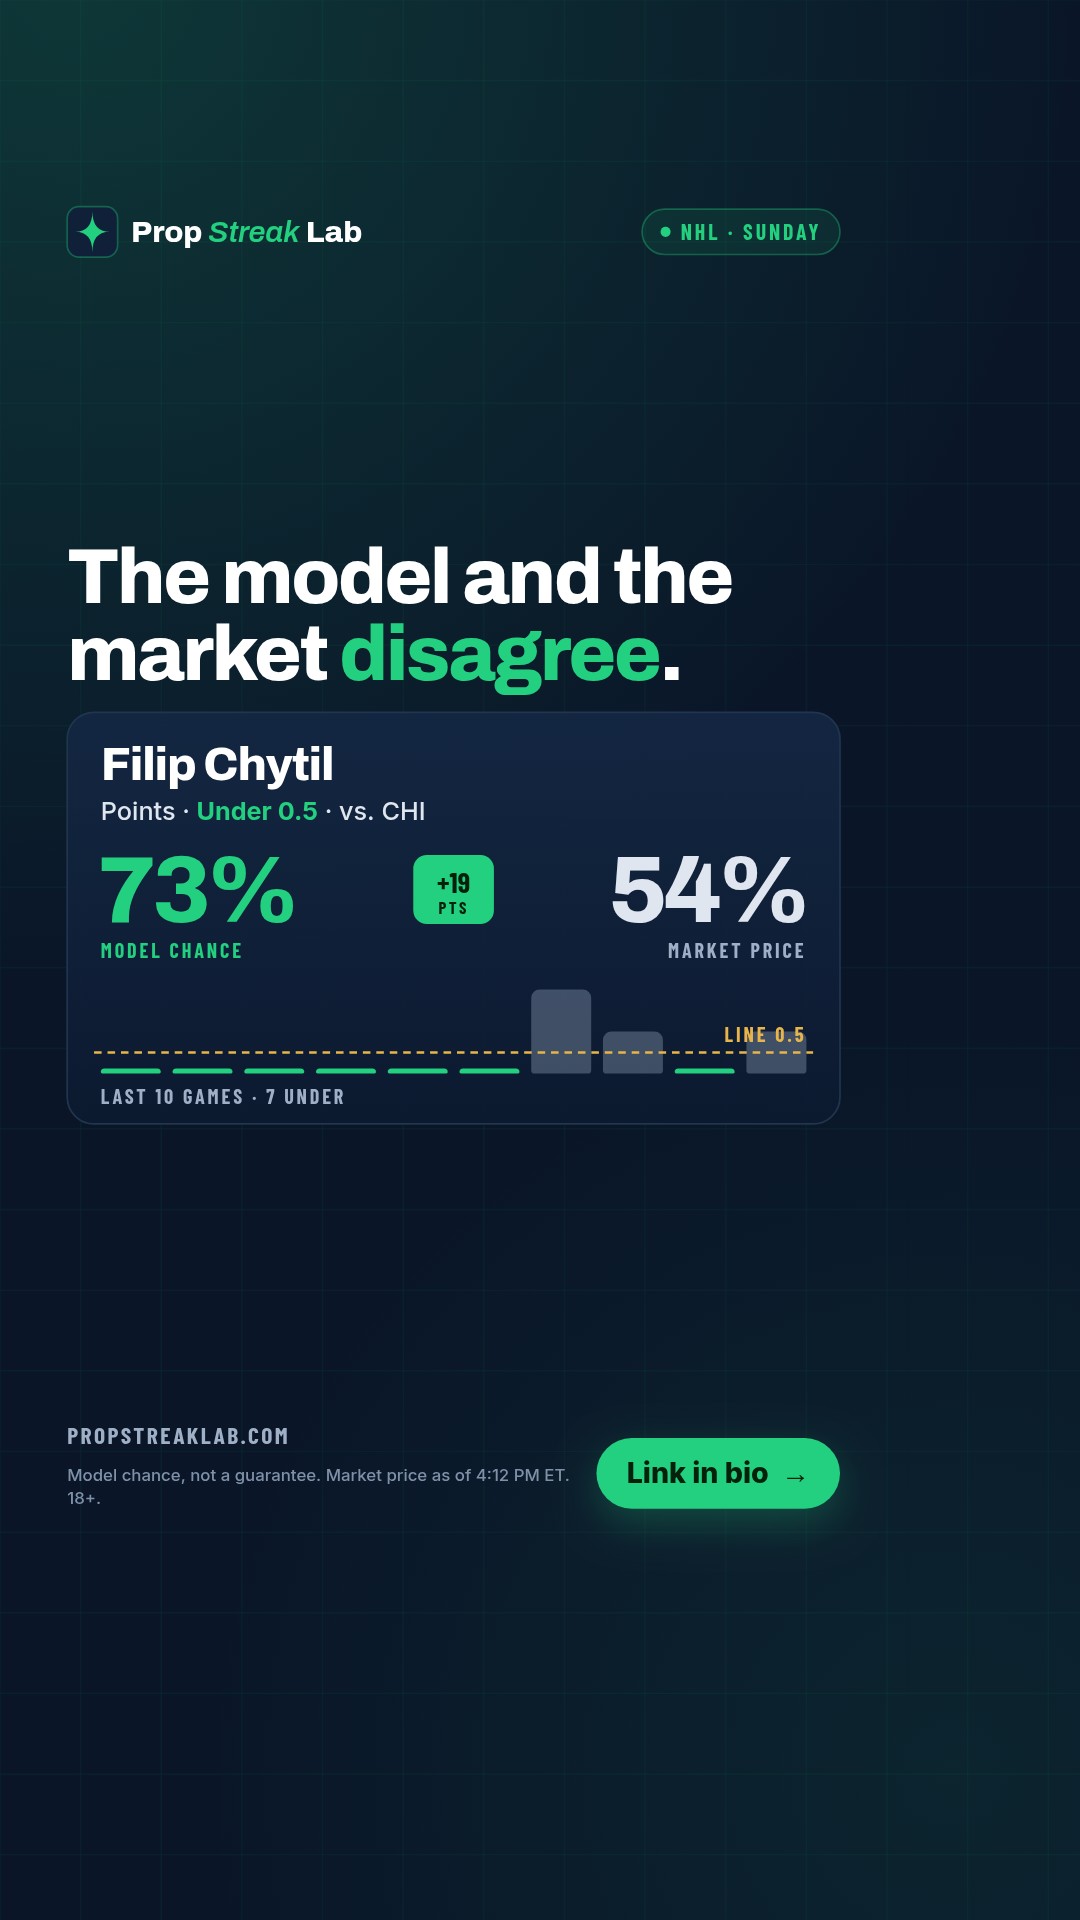 Prop Streak Lab
NHL · SUNDAY
The model and the
market disagree.
Filip Chytil
Points · Under 0.5 · vs. CHI
73%
MODEL CHANCE
+19
PTS
54%
MARKET PRICE
LINE 0.5
LAST 10 GAMES · 7 UNDER
PROPSTREAKLAB.COM
Model chance, not a guarantee. Market price as of 4:12 PM ET.
18+.
Link in bio →